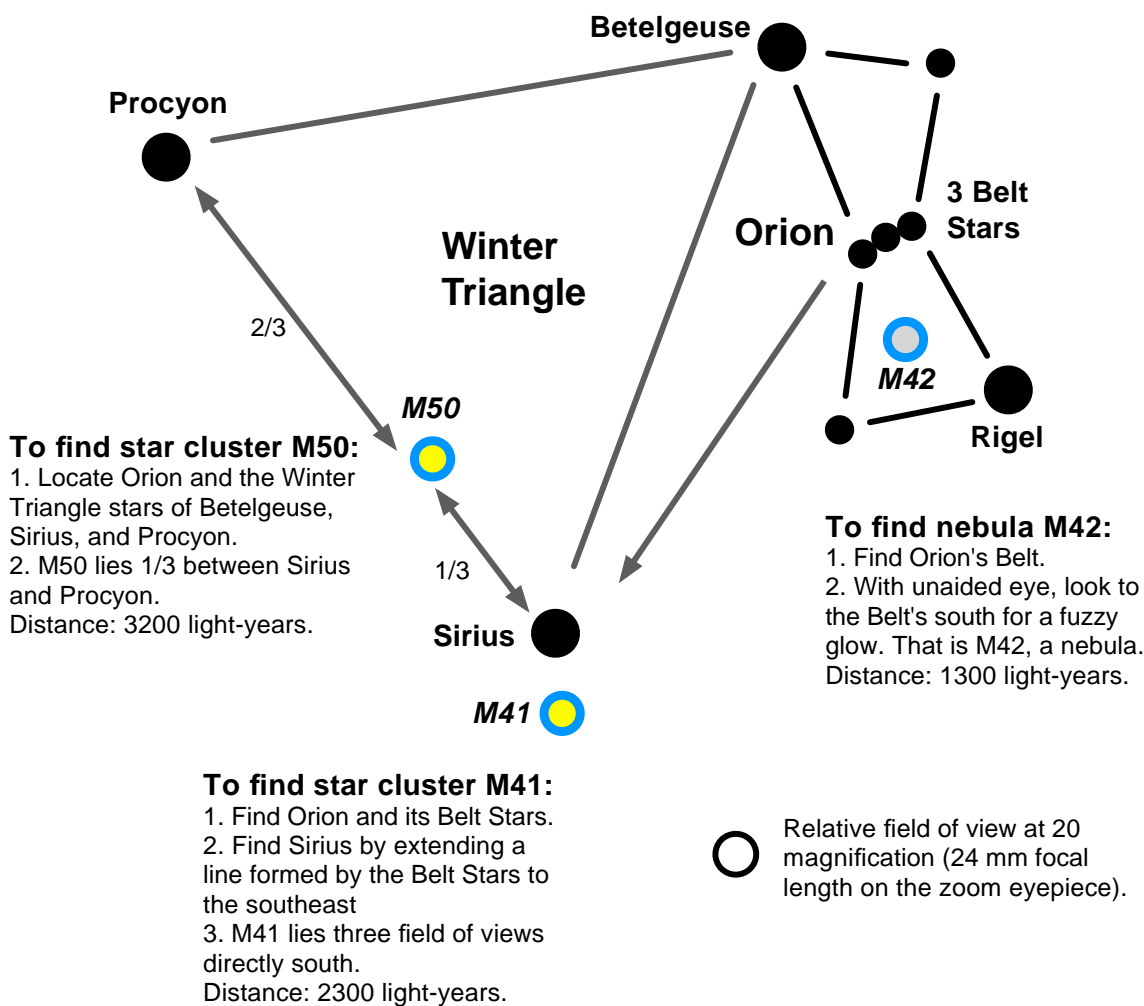 Betelgeuse
Procyon
3 Belt
Stars
Orion
Winter
Triangle
2/3
M42
M50
Rigel
To find star cluster M50:
1. Locate Orion and the Winter
Triangle stars of Betelgeuse,
Sirius, and Procyon.
2. M50 lies 1/3 between Sirius
and Procyon.
Distance: 3200 light-years.
1/3
Sirius
To find nebula M42:
1. Find Orion's Belt.
2. With unaided eye, look to
the Belt's south for a fuzzy
glow. That is M42, a nebula.
Distance: 1300 light-years.
M41
To find star cluster M41:
1. Find Orion and its Belt Stars.
2. Find Sirius by extending a
line formed by the Belt Stars to
the southeast
3. M41 lies three field of views
directly south.
Distance: 2300 light-years.
Relative field of view at 20
magnification (24 mm focal
length on the zoom eyepiece).